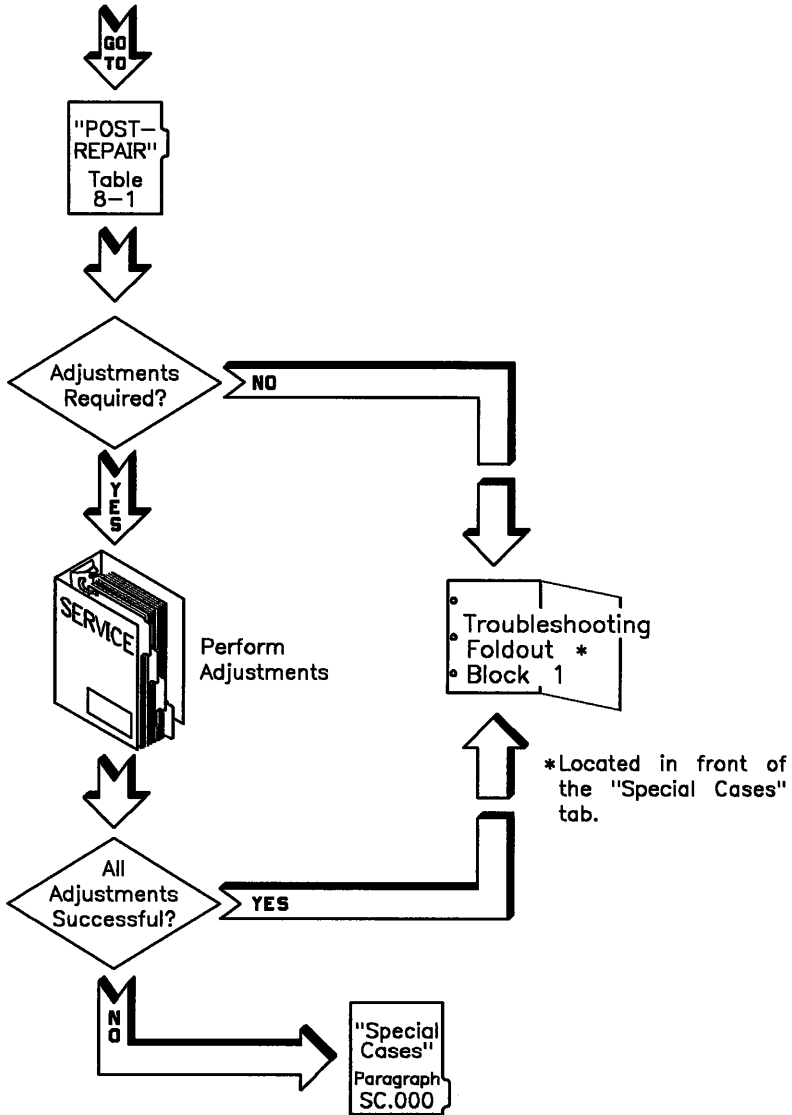 GO
TO
"POST-
REPAIR"
Table
8-1
Adjustments
Required?
NO
YES
SERVICE
Perform
Adjustments
Troubleshooting
Foldout *
Block 1
*Located in front of
the "Special Cases"
tab.
All
Adjustments
Successful?
YES
NO
"Special
Cases"
Paragraph
SC.000